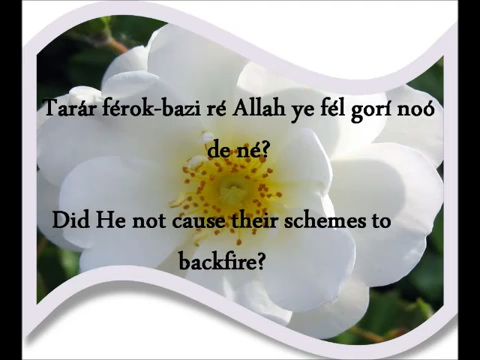 Tarár férok-bazi ré Allah ye fél gorí noó
de né?
Did He not cause their schemes to
backfire?